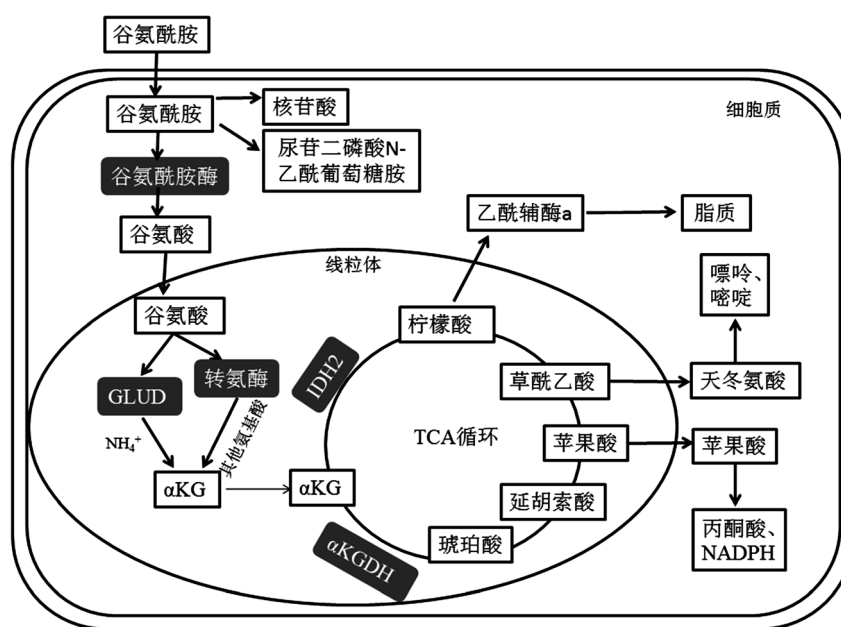 谷氨酰胺
谷氨酰胺
核苷酸
细胞质
尿苷二磷酸N-
乙酰葡萄糖胺
谷氨酰胺酶
谷氨酸
乙酰辅酶a
脂质
线粒体
嘌呤、
嘧啶
谷氨酸
柠檬酸
IDH2
转氨酶
GLUD
草酰乙酸
天冬氨酸
其他氨基酸
NH₄⁺
TCA循环
苹果酸
苹果酸
αKG
αKG
延胡索酸
琥珀酸
αKGDH
丙酮酸、
NADPH